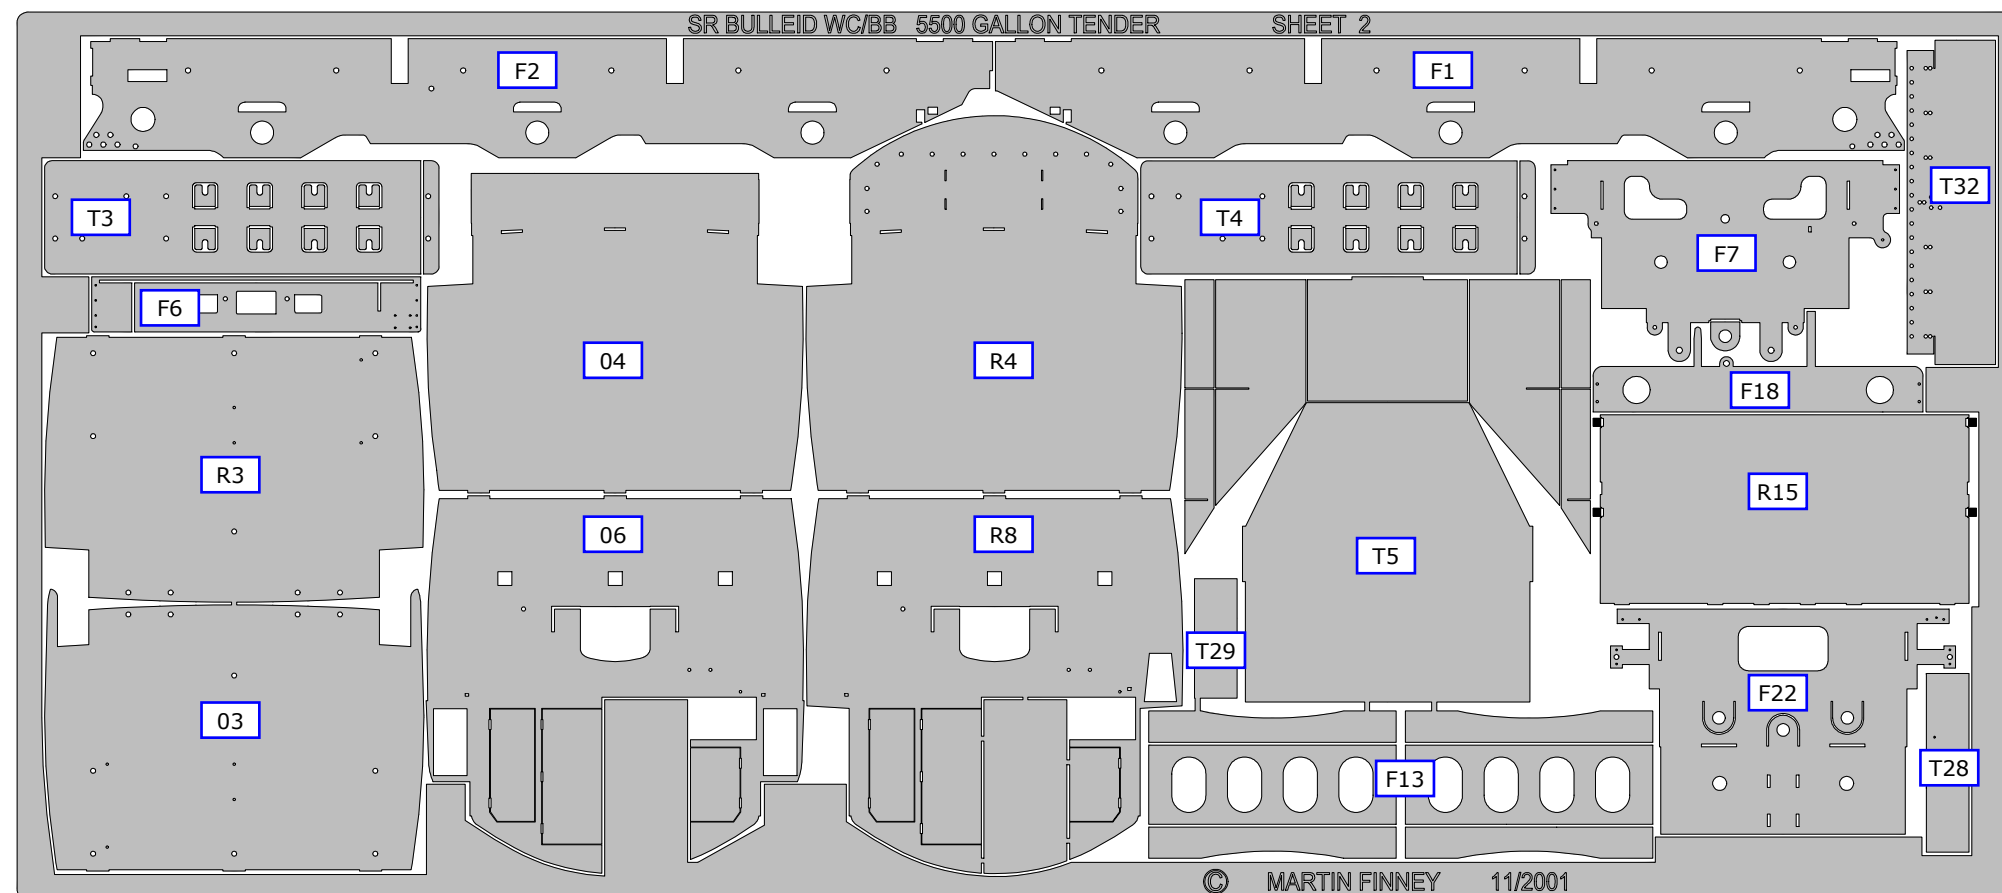 SR BULLEID WC/BB 5500 GALLON TENDER SHEET 2
F2
F1
T32
T3
T4
F7
F6
04
R4
F18
R3
R15
06
R8
T5
T29
03
F22
F13
T28
© MARTIN FINNEY 11/2001